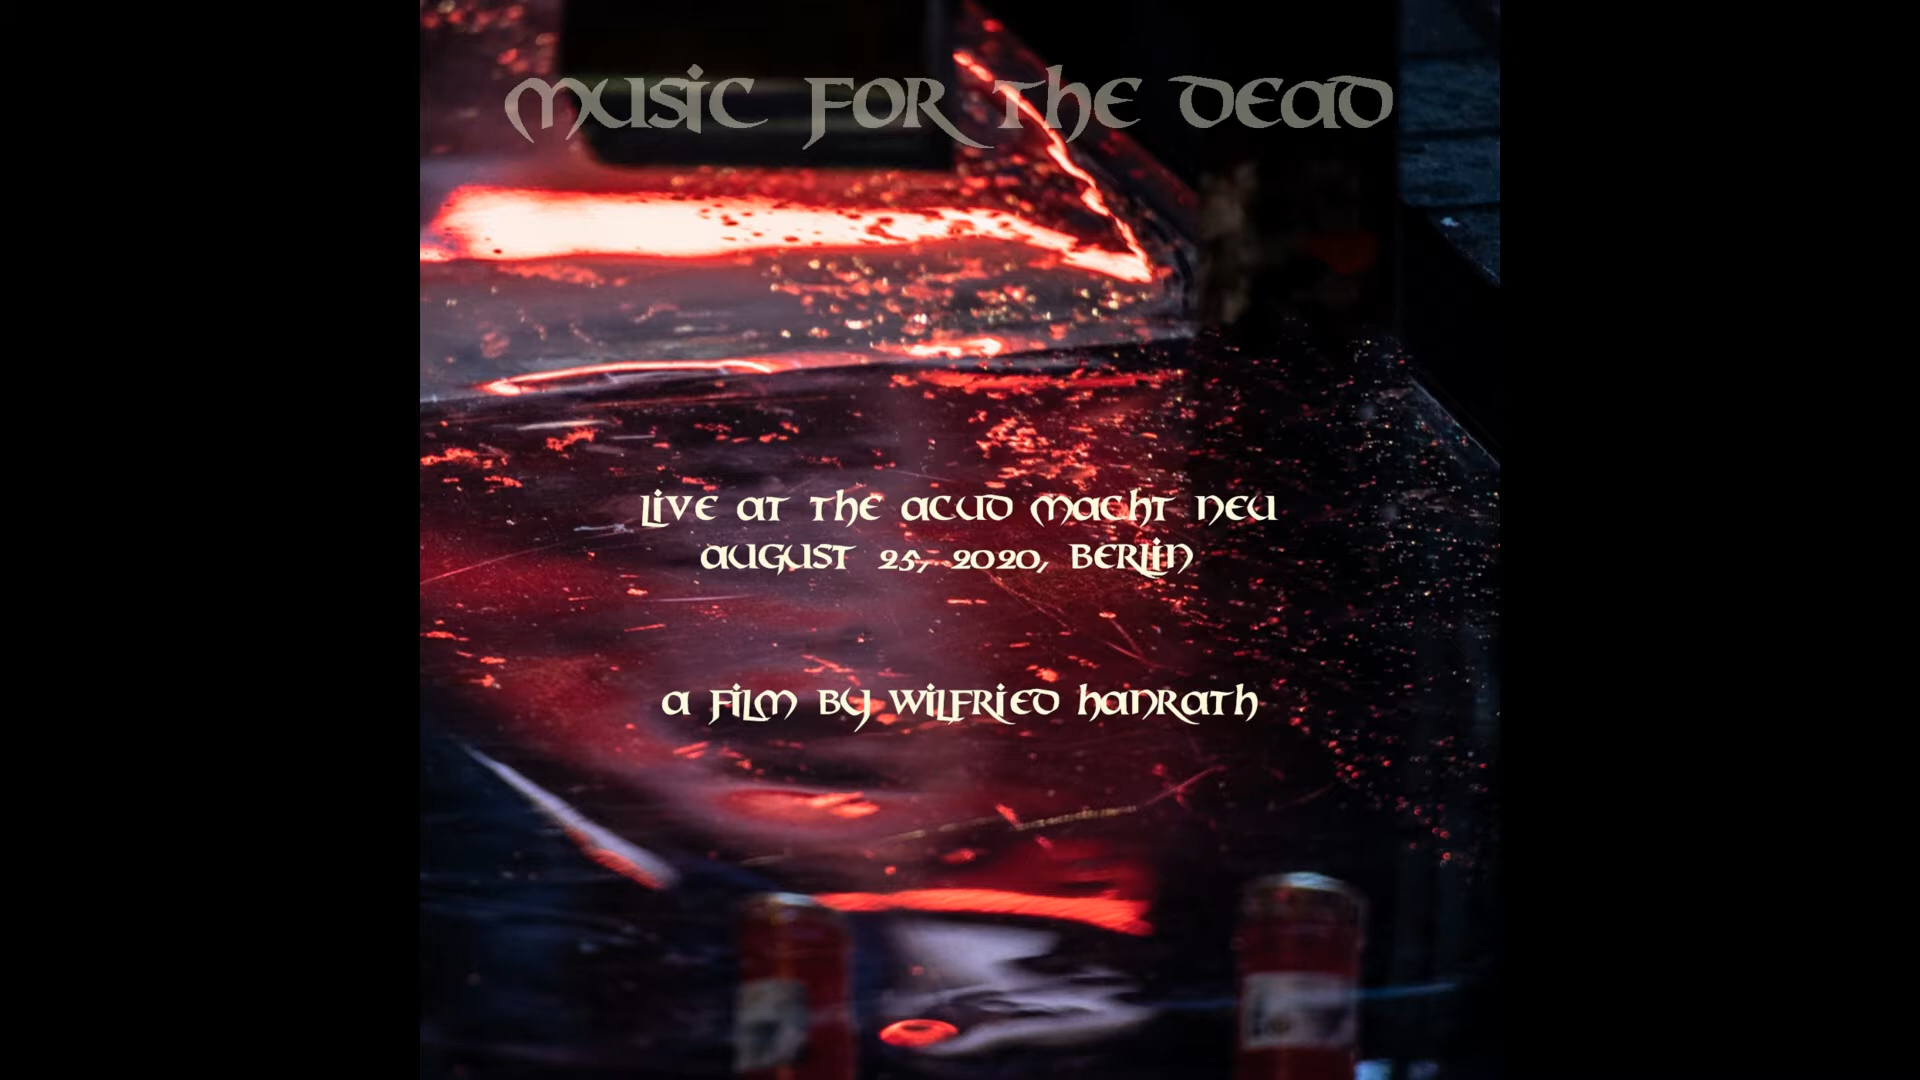 MUSIC FOR THE DEAD
LIVE AT THE ACUD MACHT NEU
AUGUST 25, 2020, BERLIN
A FILM BY WILFRIED HANRATH